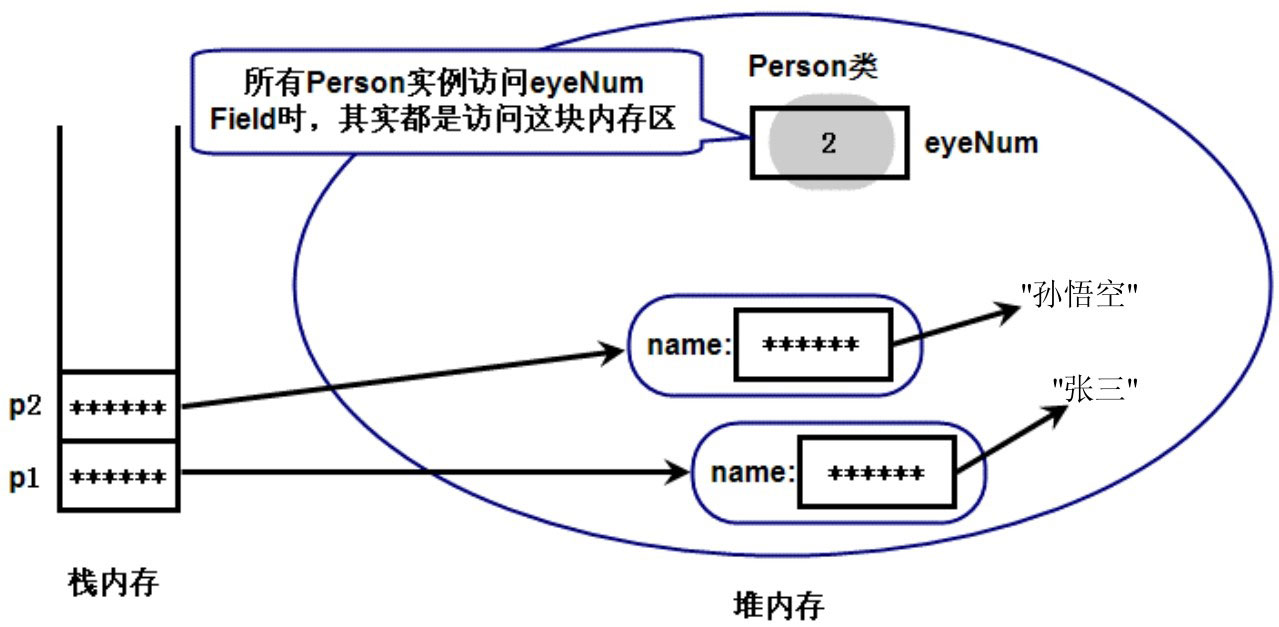 所有Person实例访问eyeNum
Field时，其实都是访问这块内存区
Person类
2
eyeNum
"孙悟空"
name:
******
"张三"
p2
******
name:
******
p1
******
栈内存
堆内存